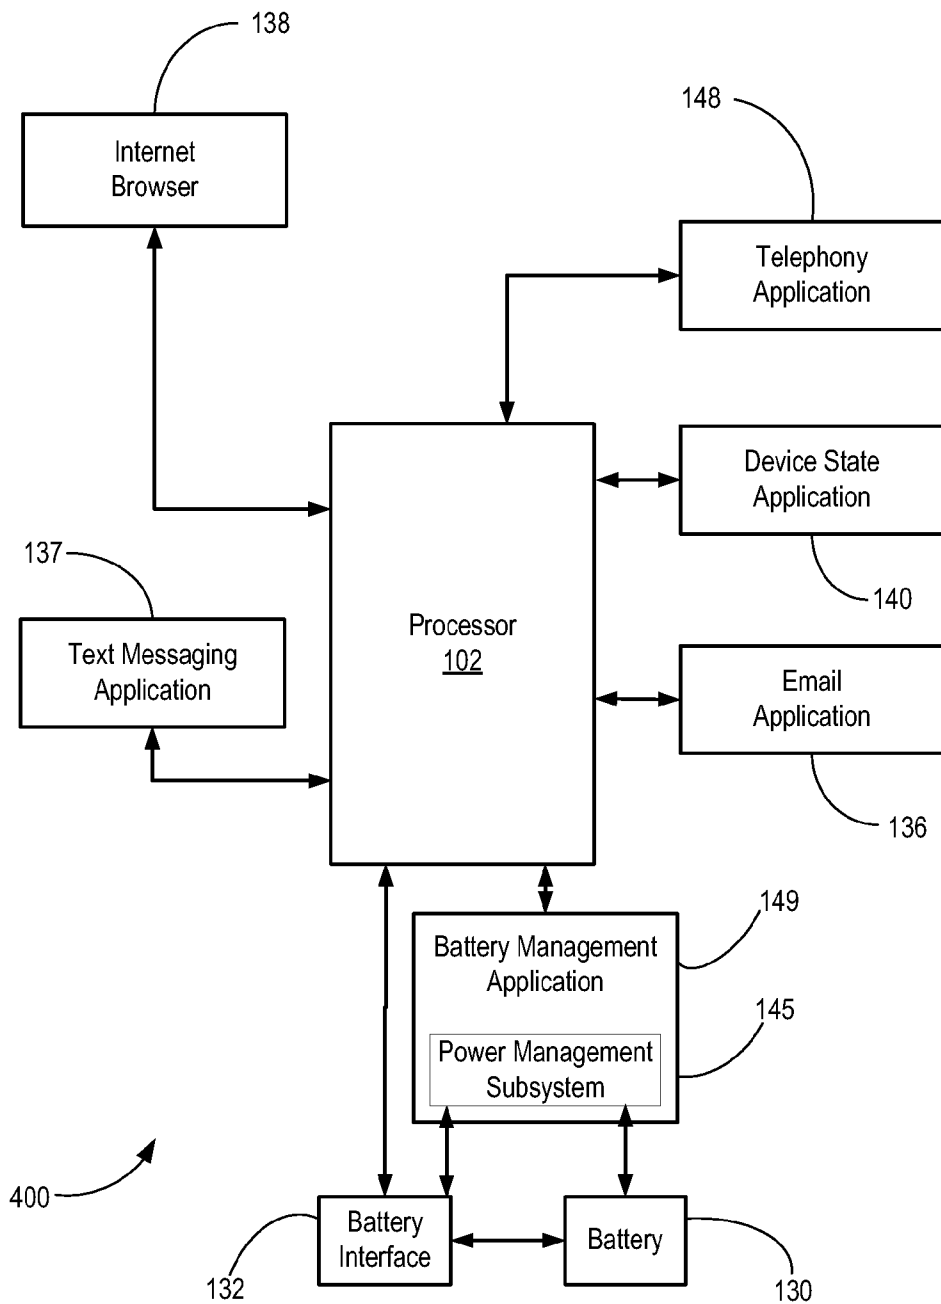 138
Internet
Browser
148
Telephony
Application
Device State
Application
140
137
Text Messaging
Application
Processor
102
Email
Application
136
149
Battery Management
Application
145
Power Management
Subsystem
400
Battery
Interface
132
Battery
130